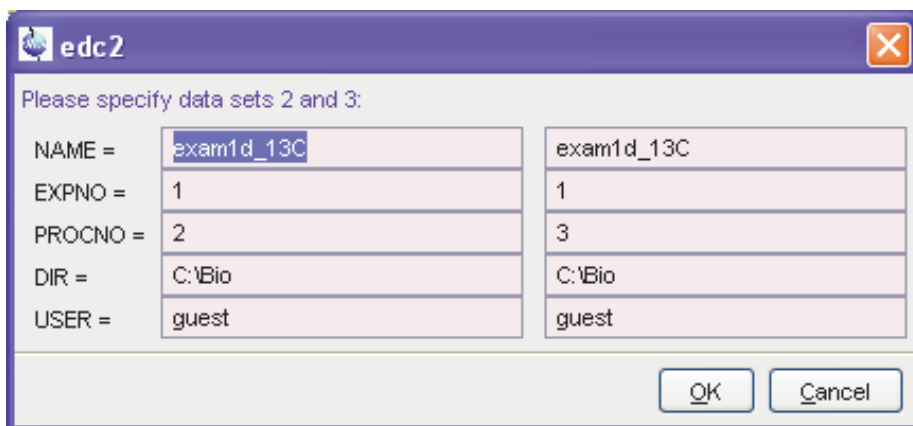 edc2
Please specify data sets 2 and 3:
NAME = exam1d_13C exam1d_13C
EXPNO = 1 1
PROCNO = 2 3
DIR = C:\Bio C:\Bio
USER = guest guest
OK Cancel